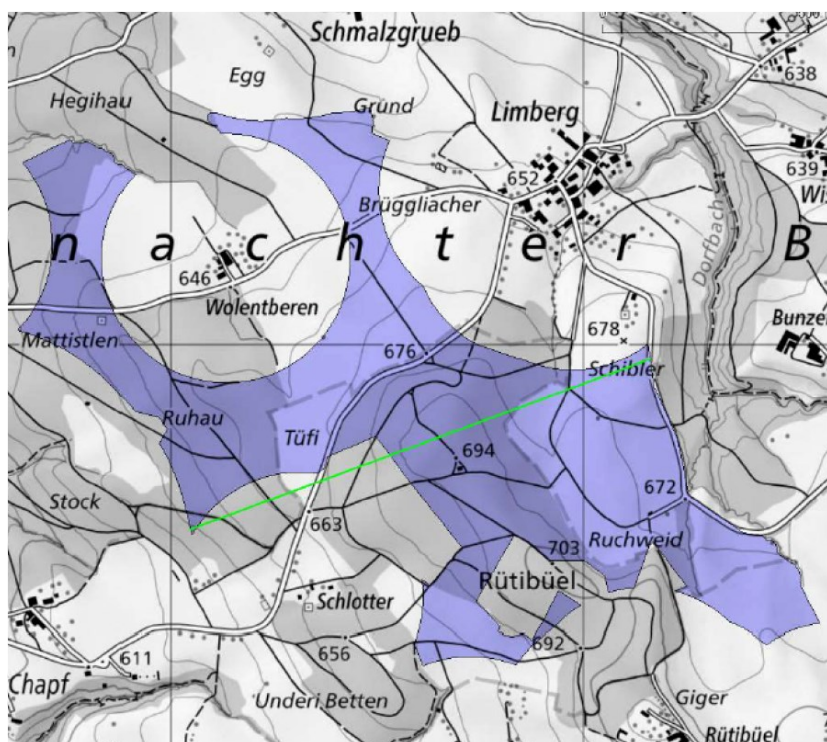 Schmalzgrueb
638
Egg
Hegihau
Gründ
Limberg
639
652
Wi
Brüggliacher
Dorfbach
n a c h t e r B
646
Wolentberen
678
Bunze
Mattistlen
676
Schibler
Ruhau
Tüfi
694
672
Stock
663
Ruchweid
703
Rütibüel
Schlotter
692
656
611
Chapf
Underi Betten
Giger
Rütibüel